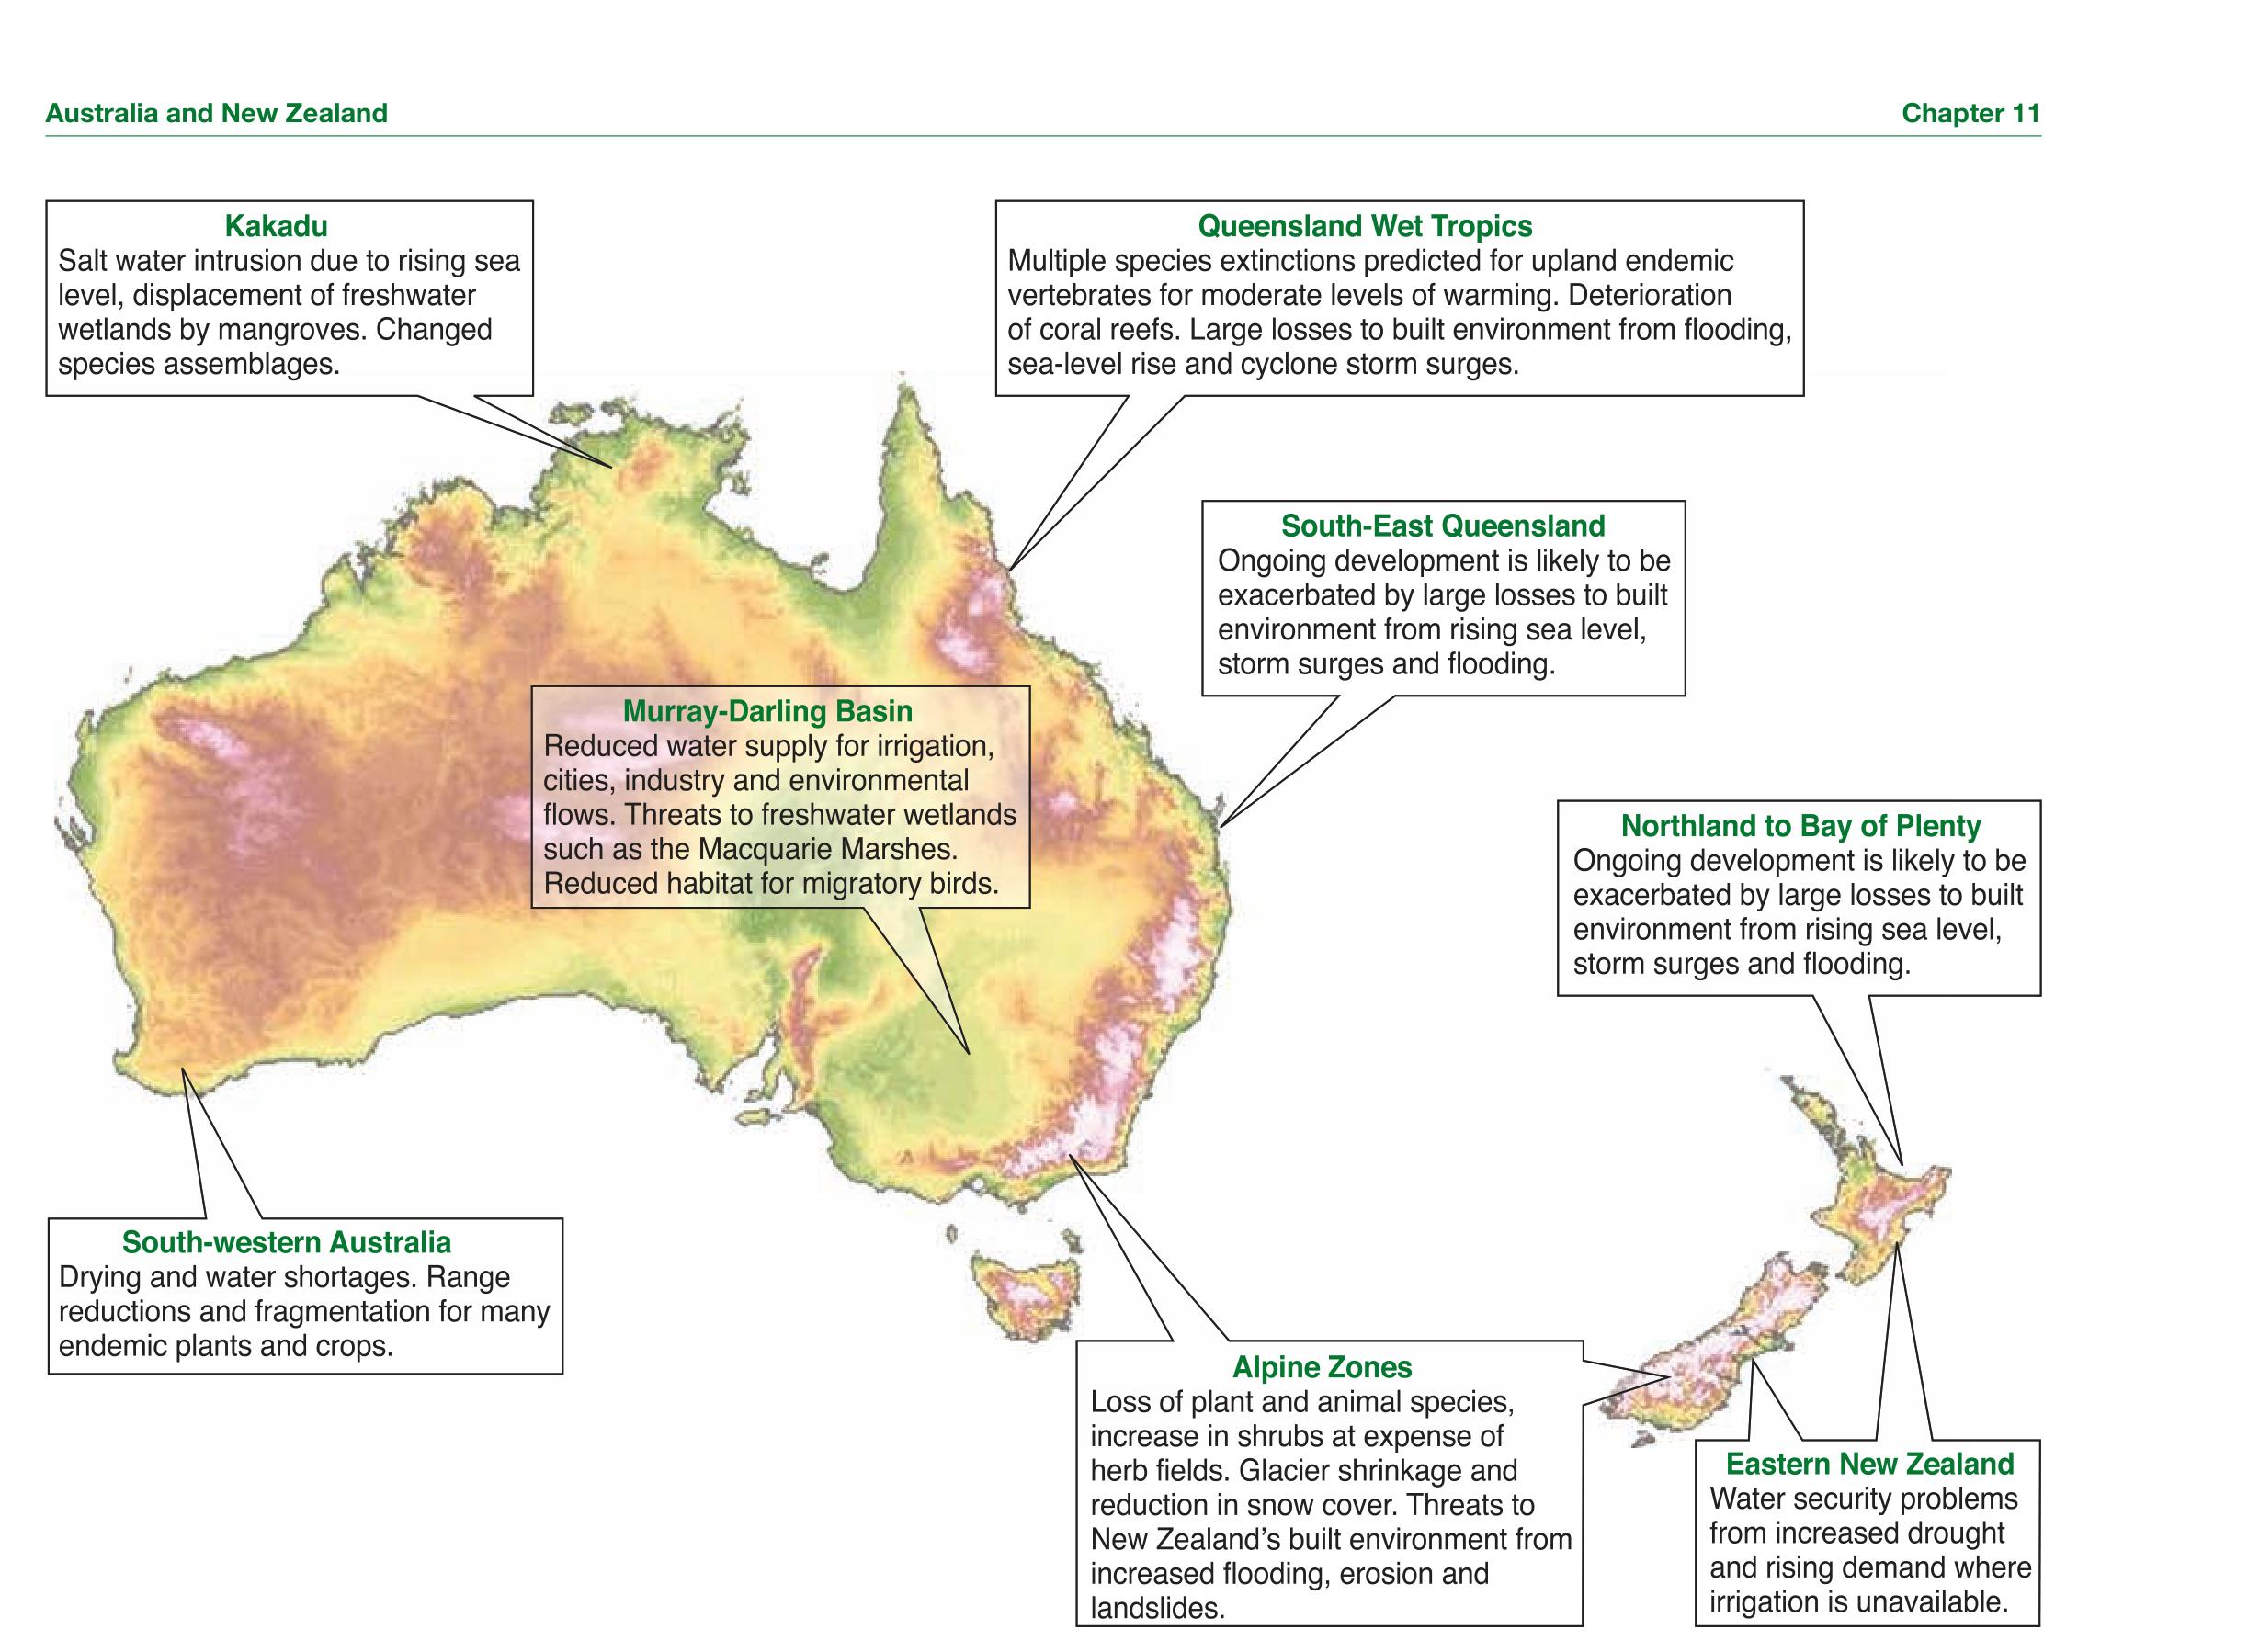 Australia and New Zealand
Chapter 11
Kakadu
Salt water intrusion due to rising sea
level, displacement of freshwater
wetlands by mangroves. Changed
species assemblages.
Queensland Wet Tropics
Multiple species extinctions predicted for upland endemic
vertebrates for moderate levels of warming. Deterioration
of coral reefs. Large losses to built environment from flooding,
sea-level rise and cyclone storm surges.
South-East Queensland
Ongoing development is likely to be
exacerbated by large losses to built
environment from rising sea level,
storm surges and flooding.
Murray-Darling Basin
Reduced water supply for irrigation,
cities, industry and environmental
flows. Threats to freshwater wetlands
such as the Macquarie Marshes.
Reduced habitat for migratory birds.
Northland to Bay of Plenty
Ongoing development is likely to be
exacerbated by large losses to built
environment from rising sea level,
storm surges and flooding.
South-western Australia
Drying and water shortages. Range
reductions and fragmentation for many
endemic plants and crops.
Alpine Zones
Loss of plant and animal species,
increase in shrubs at expense of
herb fields. Glacier shrinkage and
reduction in snow cover. Threats to
New Zealand's built environment from
increased flooding, erosion and
landslides.
Eastern New Zealand
Water security problems
from increased drought
and rising demand where
irrigation is unavailable.